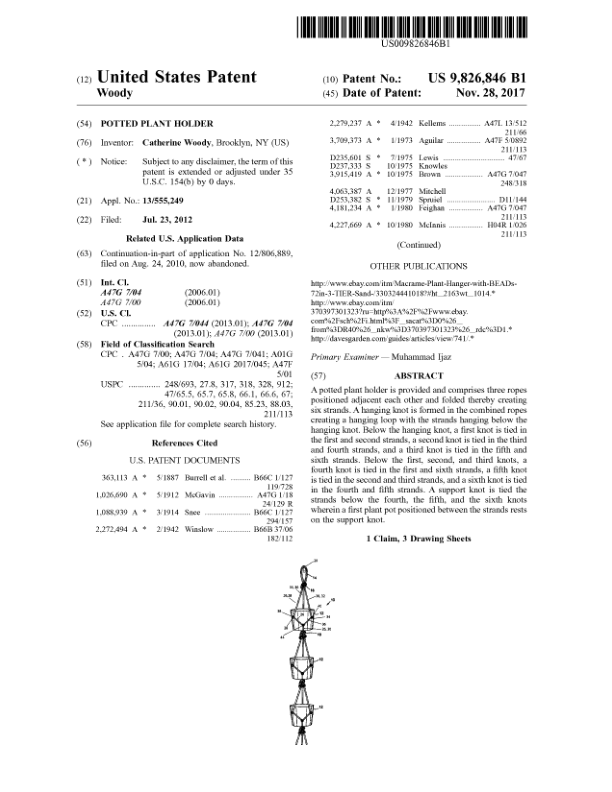 US009826846B1
(12) United States Patent
Woody
(10) Patent No.: US 9,826,846 B1
(45) Date of Patent: Nov. 28, 2017
(54) POTTED PLANT HOLDER
(76) Inventor: Catherine Woody, Brooklyn, NY (US)
( * ) Notice: Subject to any disclaimer, the term of this
patent is extended or adjusted under 35
U.S.C. 154(b) by 0 days.
(21) Appl. No.: 13/555,249
(22) Filed: Jul. 23, 2012
Related U.S. Application Data
(63) Continuation-in-part of application No. 12/806,889,
filed on Aug. 24, 2010, now abandoned.
(51) Int. Cl.
A47G 7/04 (2006.01)
A47G 7/00 (2006.01)
(52) U.S. Cl.
CPC ............... A47G 7/044 (2013.01); A47G 7/04
(2013.01); A47G 7/00 (2013.01)
(58) Field of Classification Search
CPC . A47G 7/00; A47G 7/04; A47G 7/041; A01G
5/04; A61G 17/04; A61G 2017/045; A47F
5/01
USPC ............. 248/693, 27.8, 317, 318, 328, 912;
47/65.5, 65.7, 65.8, 66.1, 66.6, 67;
211/36, 90.01, 90.02, 90.04, 85.23, 88.03,
211/113
See application file for complete search history.
(56) References Cited
U.S. PATENT DOCUMENTS
363,113 A * 5/1887 Burrell et al. .......... B66C 1/127
119/728
1,026,690 A * 5/1912 McGavin .................. A47G 1/18
24/129 R
1,088,939 A * 3/1914 Snee ....................... B66C 1/127
294/157
2,272,494 A * 2/1942 Winslow ................. B66B 37/06
182/112
2,279,237 A * 4/1942 Kellems ................ A47L 13/512
211/66
3,709,373 A * 1/1973 Aguilar ................. A47F 5/0892
211/113
D235,601 S * 7/1975 Lewis ............................... 47/67
D237,333 S 10/1975 Knowles
3,915,419 A * 10/1975 Brown .................... A47G 7/047
248/318
4,063,387 A 12/1977 Mitchell
D253,382 S * 11/1979 Spruiel ......................... D11/144
4,181,234 A * 1/1980 Feighan .................. A47G 7/047
211/113
4,227,669 A * 10/1980 McInnis ................. H04R 1/026
211/113
(Continued)
OTHER PUBLICATIONS
http://www.ebay.com/itm/Macrame-Plant-Hanger-with-BEADs-
72in-3-TIER-Sand-/330324441018?#ht_2163wt_1014.*
http://www.ebay.com/itm/
370397301323?ru=http%3A%2F%2Fwww.ebay.
com%2Fsch%2Fi.html%3F_sacat%3D0%26_
from%3DR40%26_nkw%3D370397301323%26_rdc%3D1.*
http://davesgarden.com/guides/articles/view/741/.*
Primary Examiner — Muhammad Ijaz
(57) ABSTRACT
A potted plant holder is provided and comprises three ropes
positioned adjacent each other and folded thereby creating
six strands. A hanging knot is formed in the combined ropes
creating a hanging loop with the strands hanging below the
hanging knot. Below the hanging knot, a first knot is tied in
the first and second strands, a second knot is tied in the third
and fourth strands, and a third knot is tied in the fifth and
sixth strands. Below the first, second, and third knots, a
fourth knot is tied in the first and sixth strands, a fifth knot
is tied in the second and third strands, and a sixth knot is tied
in the fourth and fifth strands. A support knot is tied the
strands below the fourth, the fifth, and the sixth knots
wherein a first plant pot positioned between the strands rests
on the support knot.
1 Claim, 3 Drawing Sheets